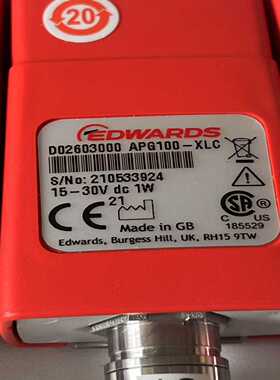 20
EDWARDS
D02603000 APG100-XLC
S/No: 210533924
15-30V dc 1W
CE 21
Made in GB
SA
C US
185529
Edwards, Burgess Hill, UK, RH15 9TW